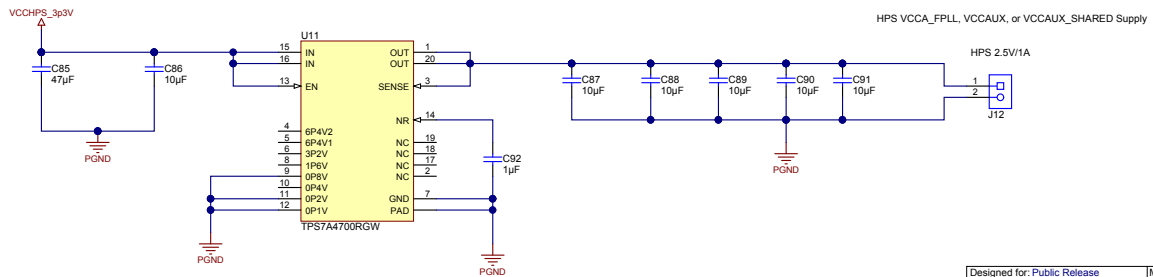 VCCHPS_3p3V
HPS VCCA_FPLL, VCCAUX, or VCCAUX_SHARED Supply
U11
HPS 2.5V/1A
15 IN OUT 1
16 IN OUT 20
C85
47µF
C86
10µF
13 EN SENSE 3
C87
10µF
C88
10µF
C89
10µF
C90
10µF
C91
10µF
1
2
J12
NR 14
4 6P4V2
5 6P4V1 NC 19
6 3P2V NC 18
8 1P6V NC 17
9 0P8V NC 2
10 0P4V
11 0P2V GND 7
12 0P1V PAD
C92
1µF
PGND
PGND
TPS7A4700RGW
PGND
PGND
Designed for: Public Release